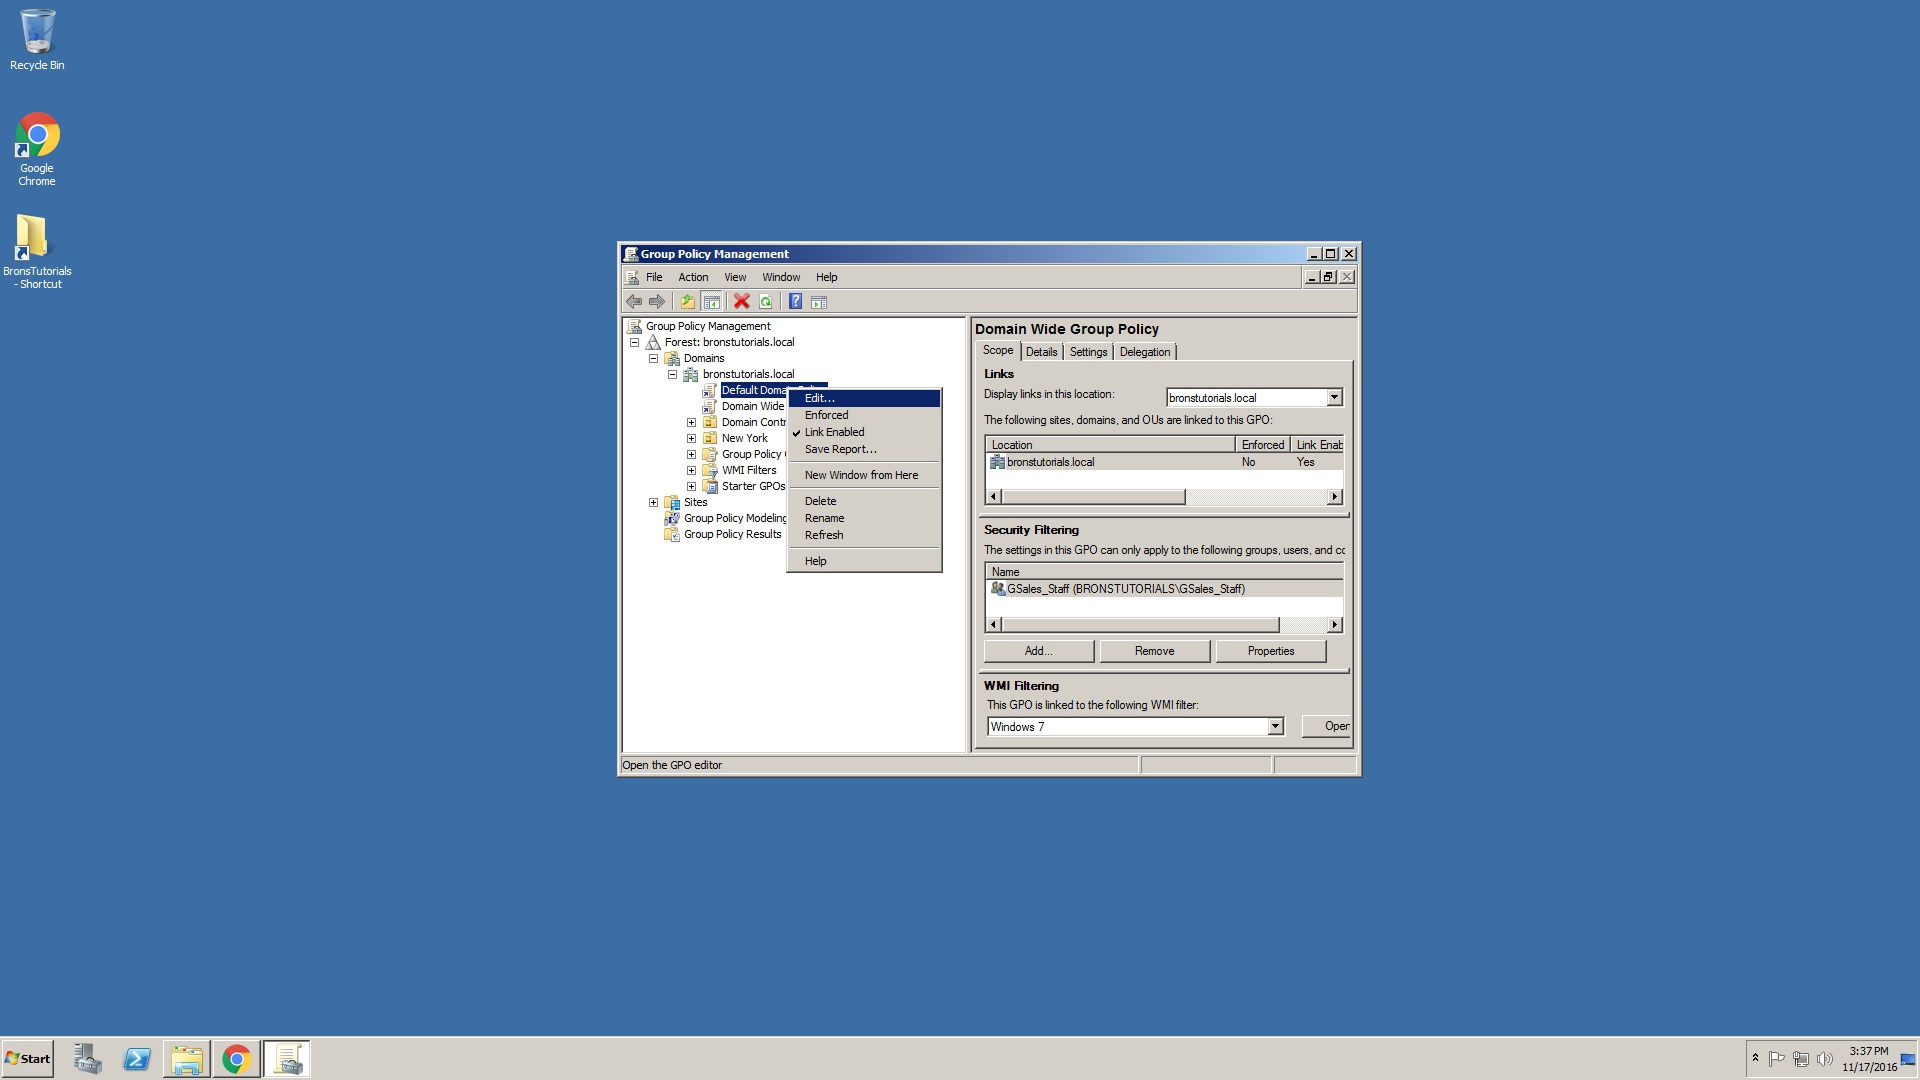 Recycle Bin
Google
Chrome
BronsTutorials
- Shortcut
Group Policy Management
File Action View Window Help
Group Policy Management
Forest: bronstutorials.local
Domains
bronstutorials.local
Default Doma
Domain Wide
Domain Contr
New York
Group Policy
WMI Filters
Starter GPOs
Sites
Group Policy Modeling
Group Policy Results
Edit...
Enforced
Link Enabled
Save Report...
New Window from Here
Delete
Rename
Refresh
Help
Domain Wide Group Policy
Scope Details Settings Delegation
Links
Display links in this location: bronstutorials.local
The following sites, domains, and OUs are linked to this GPO:
Location Enforced Link Enab
bronstutorials.local No Yes
Security Filtering
The settings in this GPO can only apply to the following groups, users, and co
Name
GSales_Staff (BRONSTUTORIALS\GSales_Staff)
Add... Remove Properties
WMI Filtering
This GPO is linked to the following WMI filter:
Windows 7 Open
Open the GPO editor
Start
3:37 PM
11/17/2016